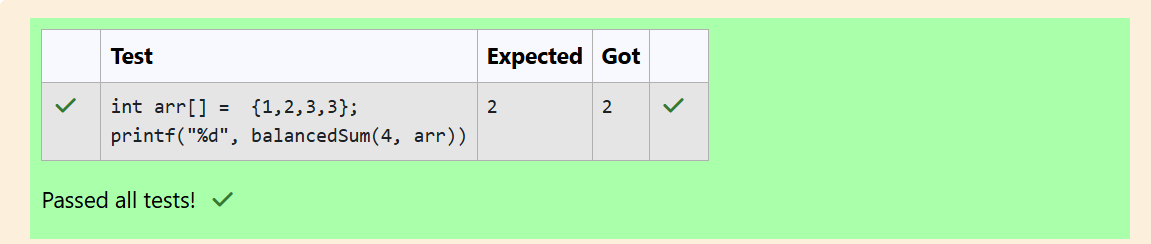 Test Expected Got
int arr[] =  {1,2,3,3}; 2 2
printf("%d", balancedSum(4, arr))
Passed all tests!